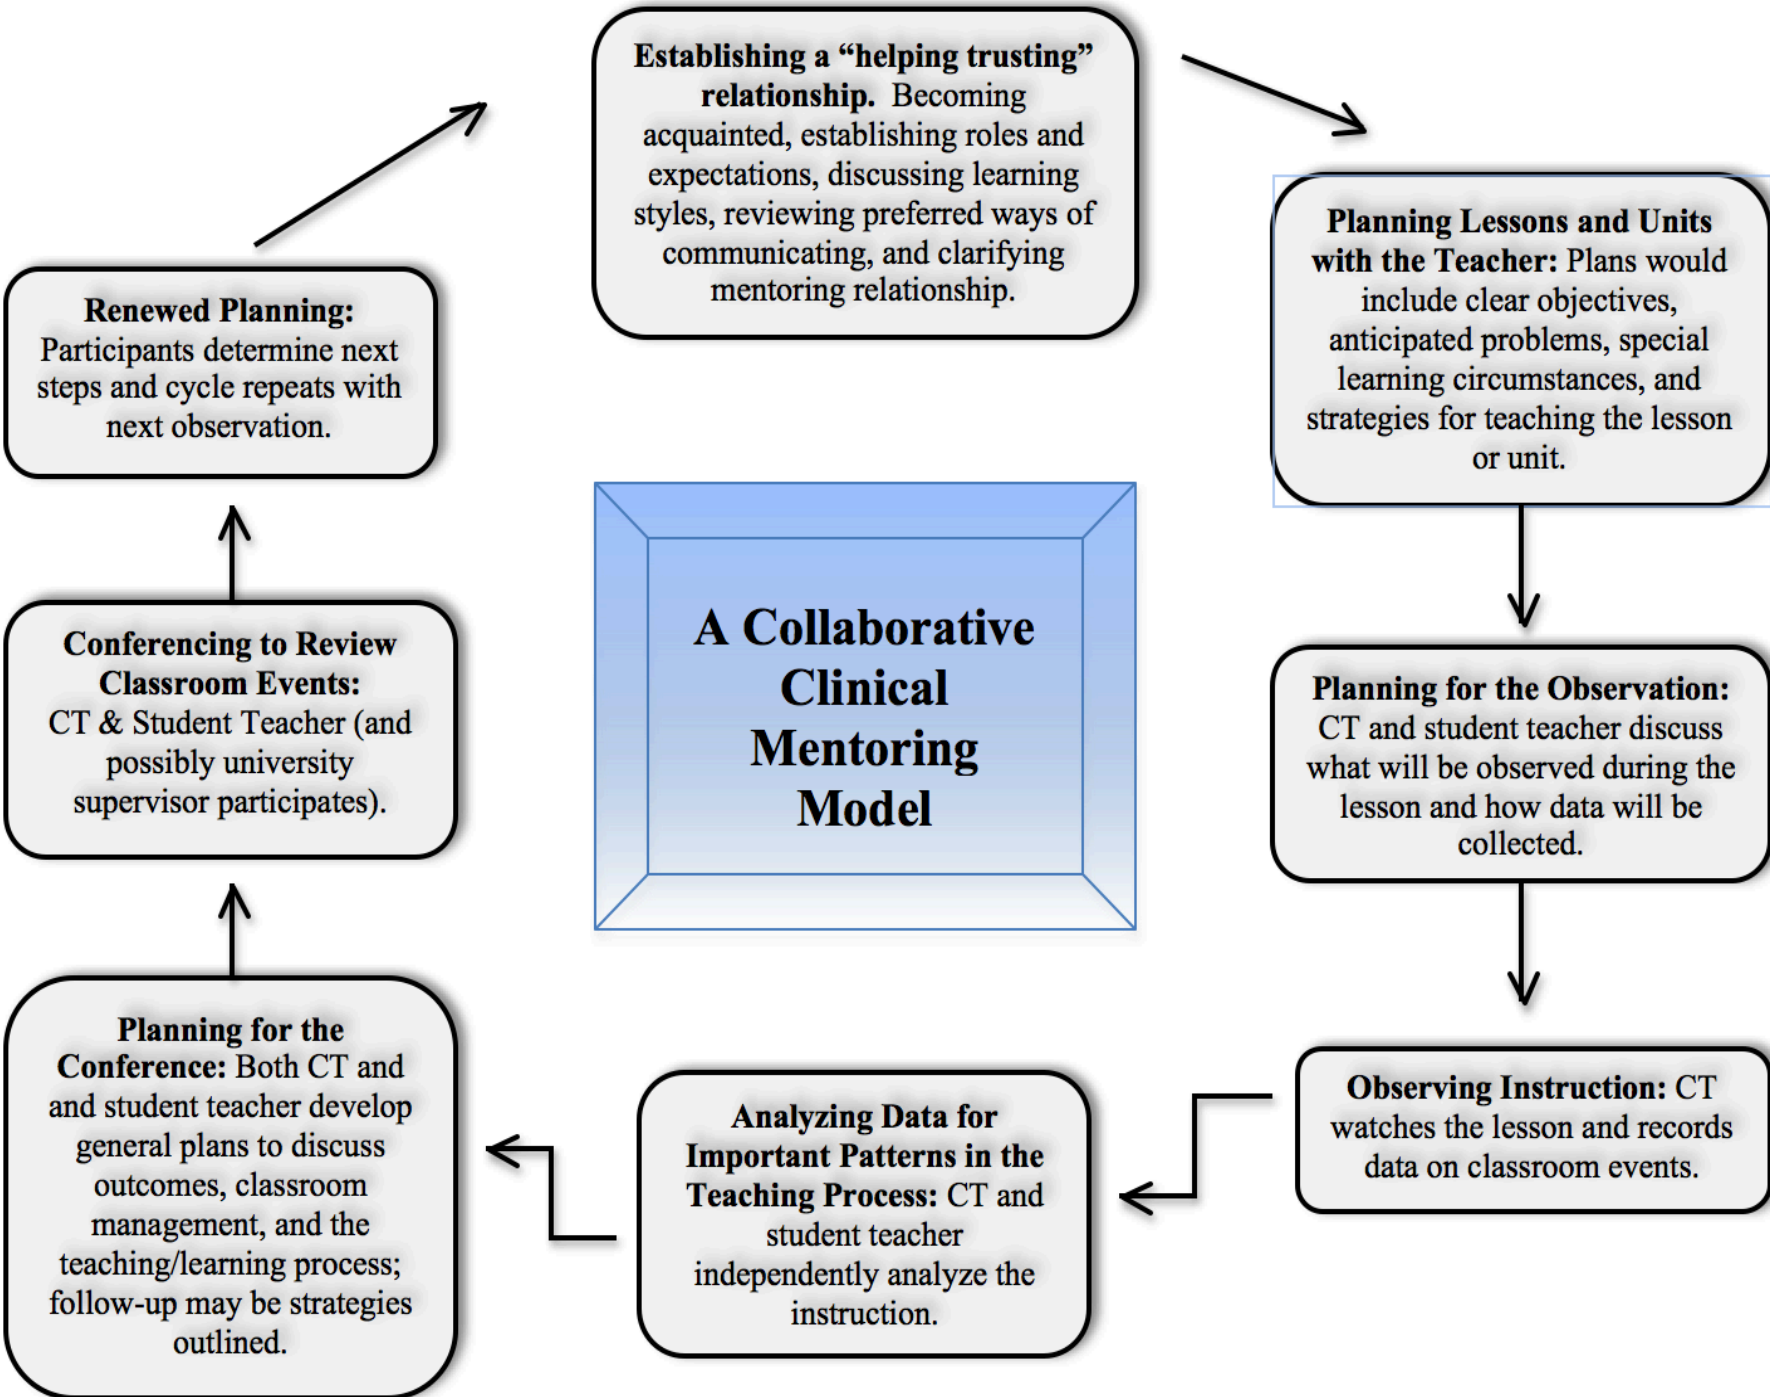 Establishing a “helping trusting”
relationship. Becoming
acquainted, establishing roles and
expectations, discussing learning
styles, reviewing preferred ways of
communicating, and clarifying
mentoring relationship.
Planning Lessons and Units
with the Teacher: Plans would
include clear objectives,
anticipated problems, special
learning circumstances, and
strategies for teaching the lesson
or unit.
Planning for the Observation:
CT and student teacher discuss
what will be observed during the
lesson and how data will be
collected.
Observing Instruction: CT
watches the lesson and records
data on classroom events.
Analyzing Data for
Important Patterns in the
Teaching Process: CT and
student teacher
independently analyze the
instruction.
Planning for the
Conference: Both CT and
and student teacher develop
general plans to discuss
outcomes, classroom
management, and the
teaching/learning process;
follow-up may be strategies
outlined.
Conferencing to Review
Classroom Events:
CT & Student Teacher (and
possibly university
supervisor participates).
Renewed Planning:
Participants determine next
steps and cycle repeats with
next observation.
A Collaborative
Clinical
Mentoring
Model